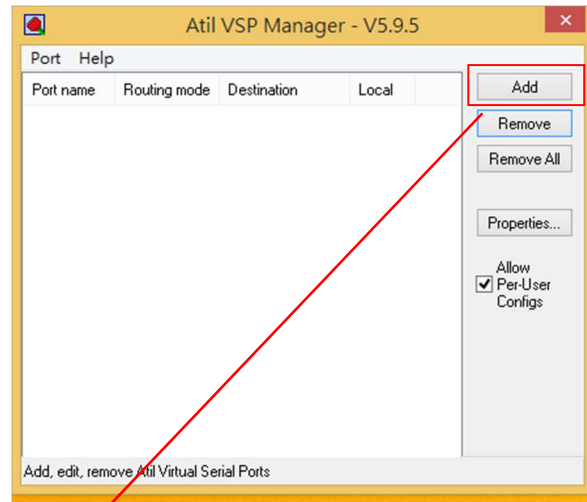 Atil VSP Manager - V5.9.5
Port Help
Port name Routing mode Destination Local
Add
Remove
Remove All
Properties...
Allow
Per-User
Configs
Add, edit, remove Atil Virtual Serial Ports